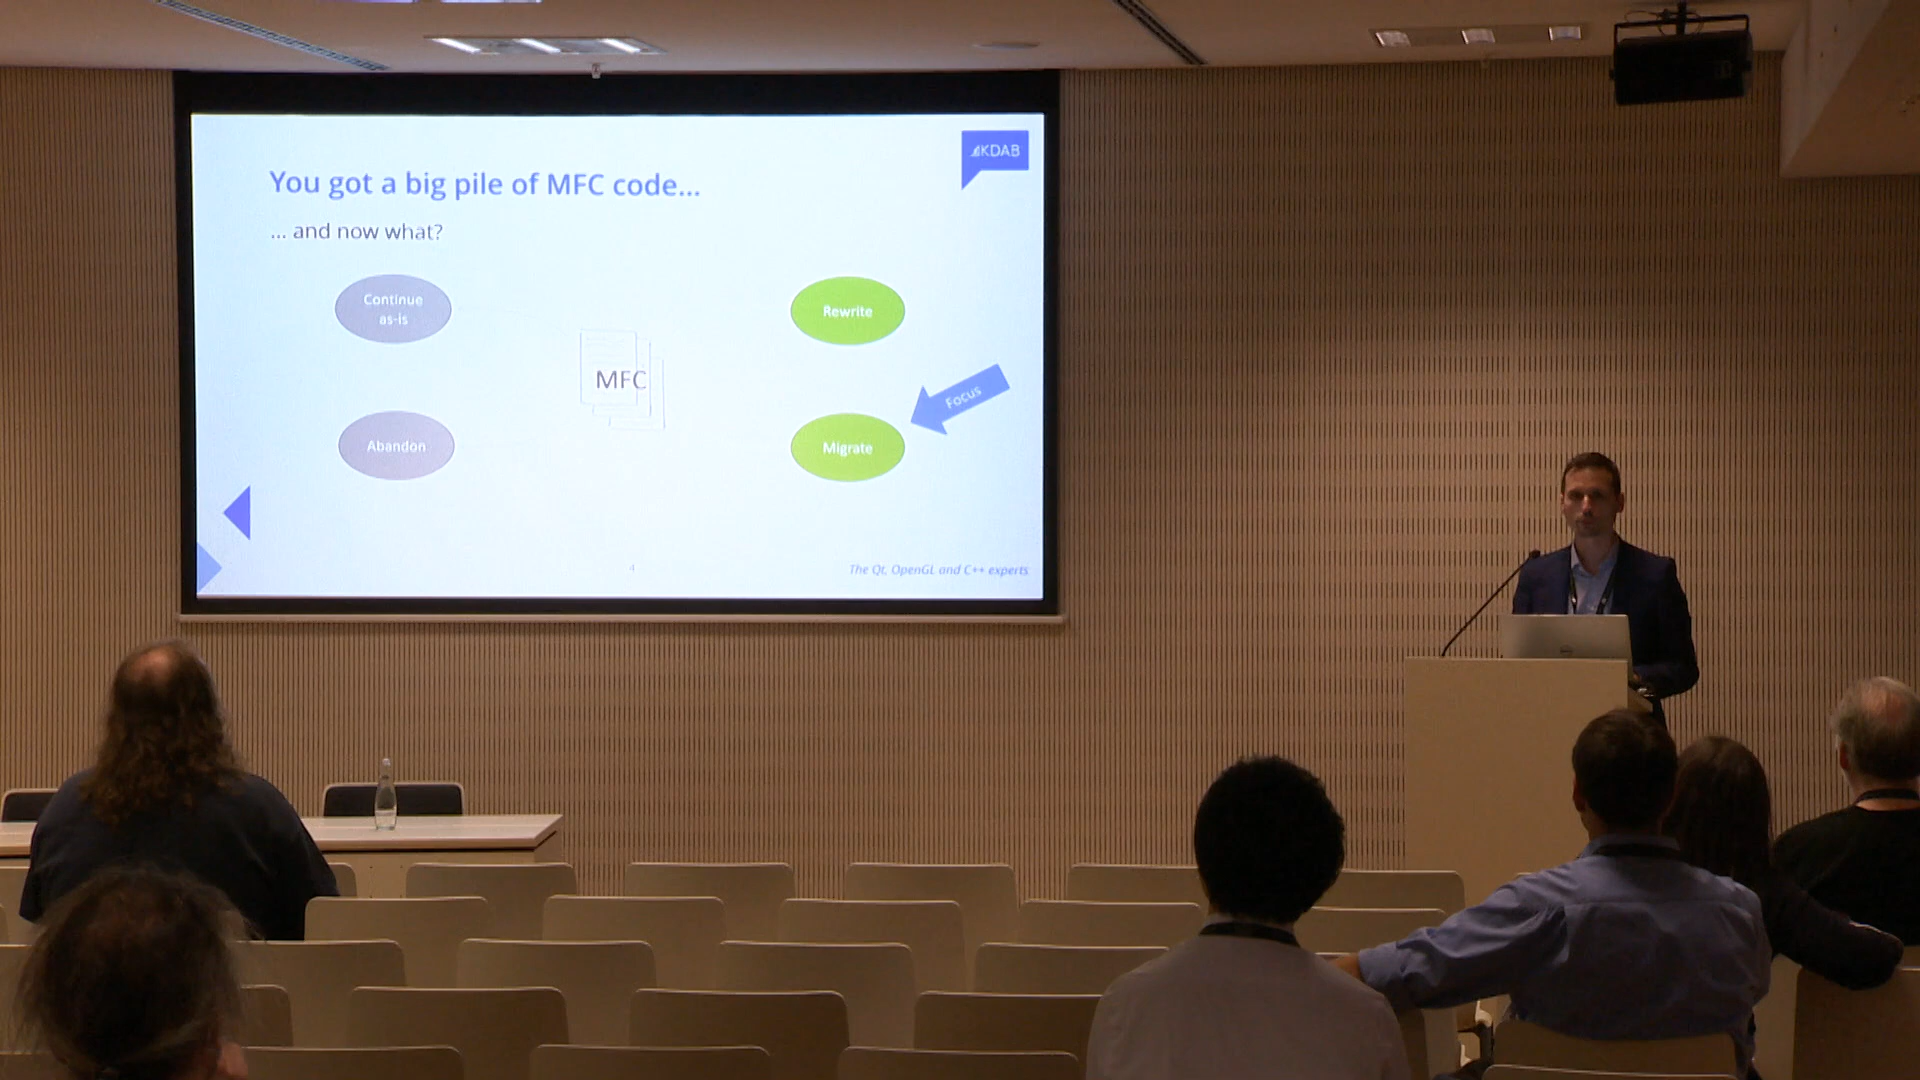 KDAB
You got a big pile of MFC code...
... and now what?
Continue
as-is
Rewrite
MFC
Focus
Abandon
Migrate
4
The Qt, OpenGL and C++ experts